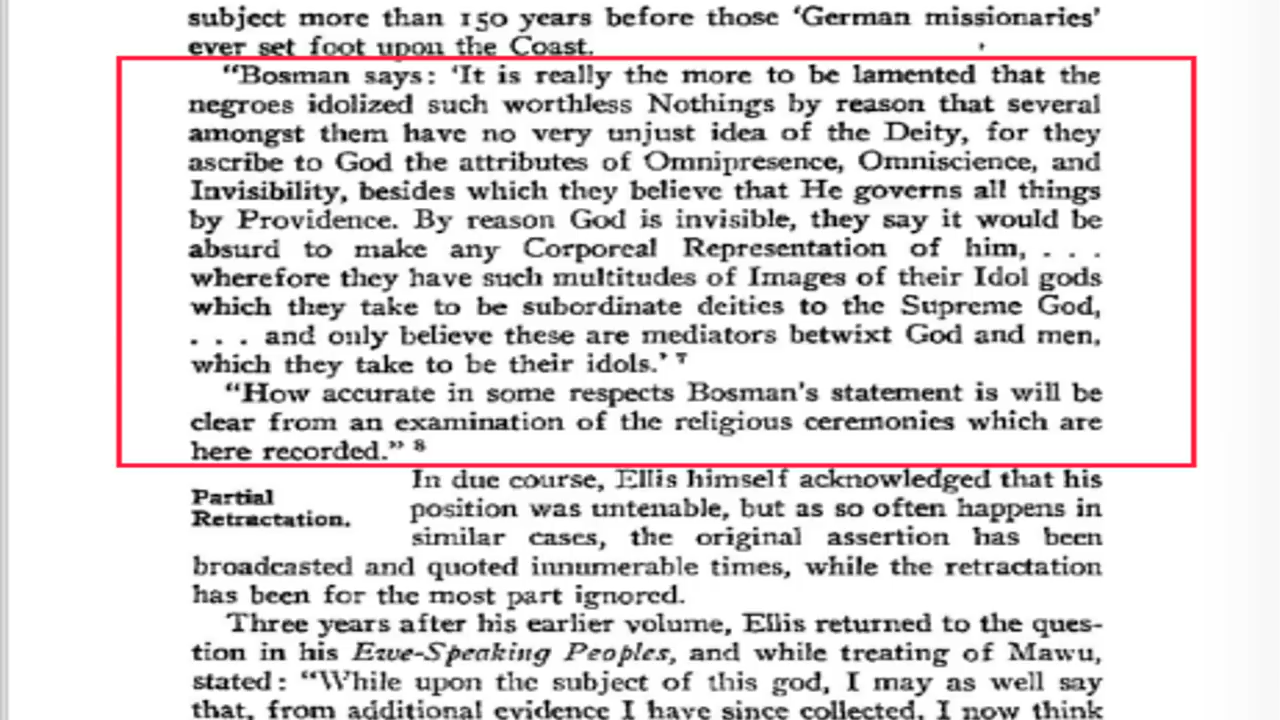 subject more than 150 years before those ‘German missionaries’
ever set foot upon the Coast.
“Bosman says: ‘It is really the more to be lamented that the
negroes idolized such worthless Nothings by reason that several
amongst them have no very unjust idea of the Deity, for they
ascribe to God the attributes of Omnipresence, Omniscience, and
Invisibility, besides which they believe that He governs all things
by Providence. By reason God is invisible, they say it would be
absurd to make any Corporeal Representation of him, . . .
wherefore they have such multitudes of Images of their Idol gods
which they take to be subordinate deities to the Supreme God,
. . . and only believe these are mediators betwixt God and men,
which they take to be their idols.’ 7
“How accurate in some respects Bosman’s statement is will be
clear from an examination of the religious ceremonies which are
here recorded.” 8
Partial
Retractation.
In due course, Ellis himself acknowledged that his
position was untenable, but as so often happens in
similar cases, the original assertion has been
broadcasted and quoted innumerable times, while the retractation
has been for the most part ignored.
Three years after his earlier volume, Ellis returned to the ques-
tion in his Ewe-Speaking Peoples, and while treating of Mawu,
stated: “While upon the subject of this god, I may as well say
that, from additional evidence I have since collected, I now think